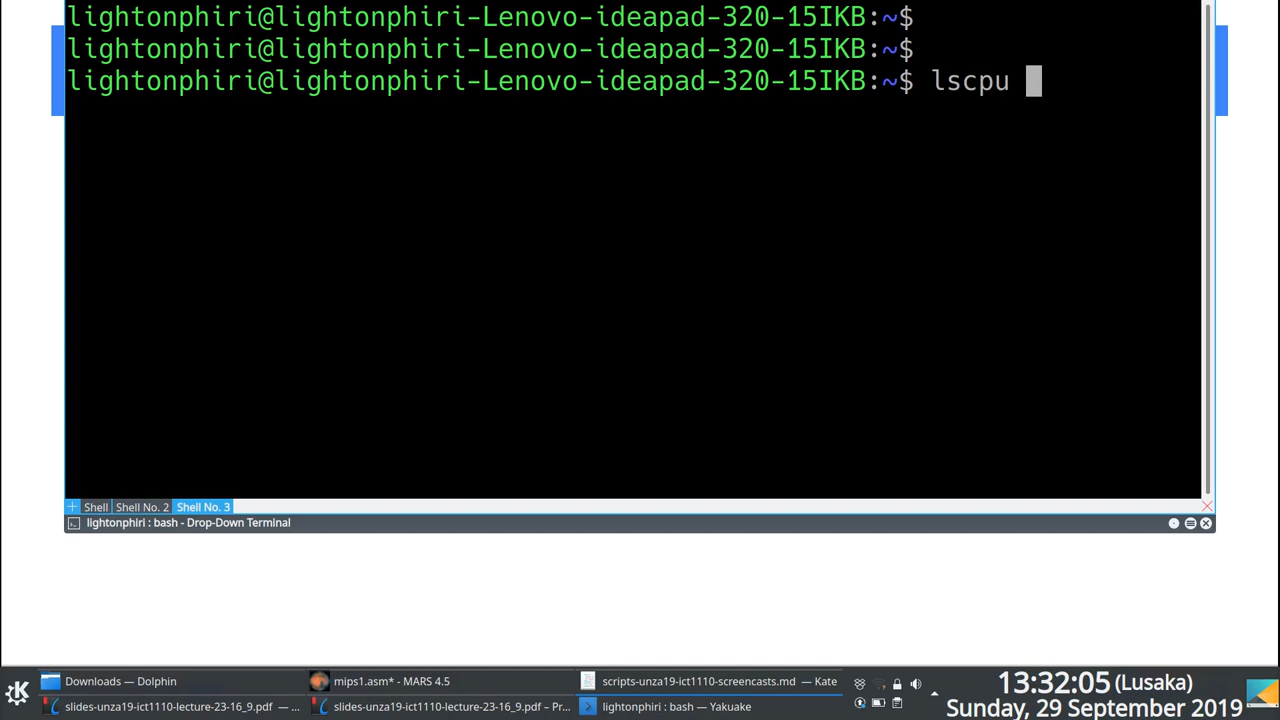 lightonphiri@lightonphiri-Lenovo-ideapad-320-15IKB:~$
lightonphiri@lightonphiri-Lenovo-ideapad-320-15IKB:~$
lightonphiri@lightonphiri-Lenovo-ideapad-320-15IKB:~$ lscpu
Shell Shell No. 2 Shell No. 3
lightonphiri : bash - Drop-Down Terminal
Downloads — Dolphin
mips1.asm* - MARS 4.5
scripts-unza19-ict1110-screencasts.md — Kate
slides-unza19-ict1110-lecture-23-16_9.pdf — ...
slides-unza19-ict1110-lecture-23-16_9.pdf — Pr...
lightonphiri : bash — Yakuake
13:32:05 (Lusaka)
Sunday, 29 September 2019